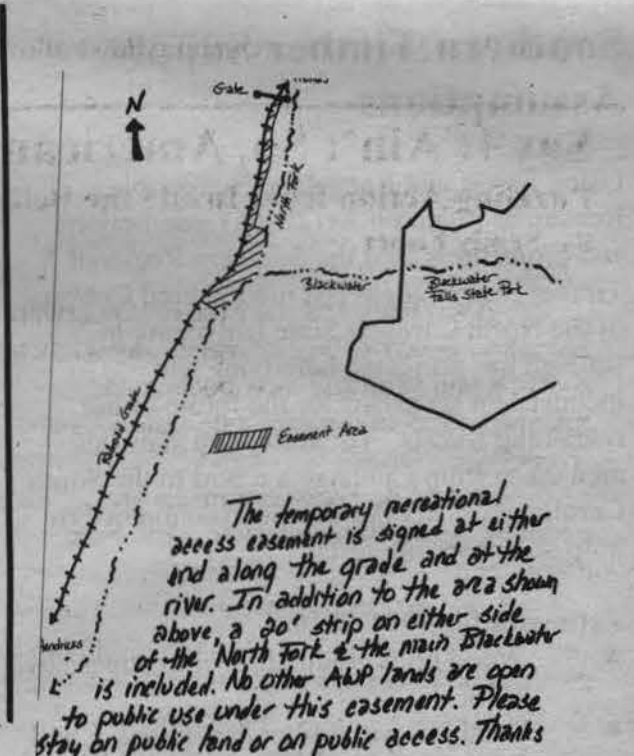 Gate
N
North Fork
Blackwater
Blackwater
Falls State Park
Railroad Grade
Easement Area
The temporary recreational
access easement is signed at either
end along the grade and at the
river. In addition to the area shown
above, a 20' strip on either side
of the North Fork & the main Blackwater
is included. No other AWP lands are open
to public use under this easement. Please
stay on public land or on public access. Thanks